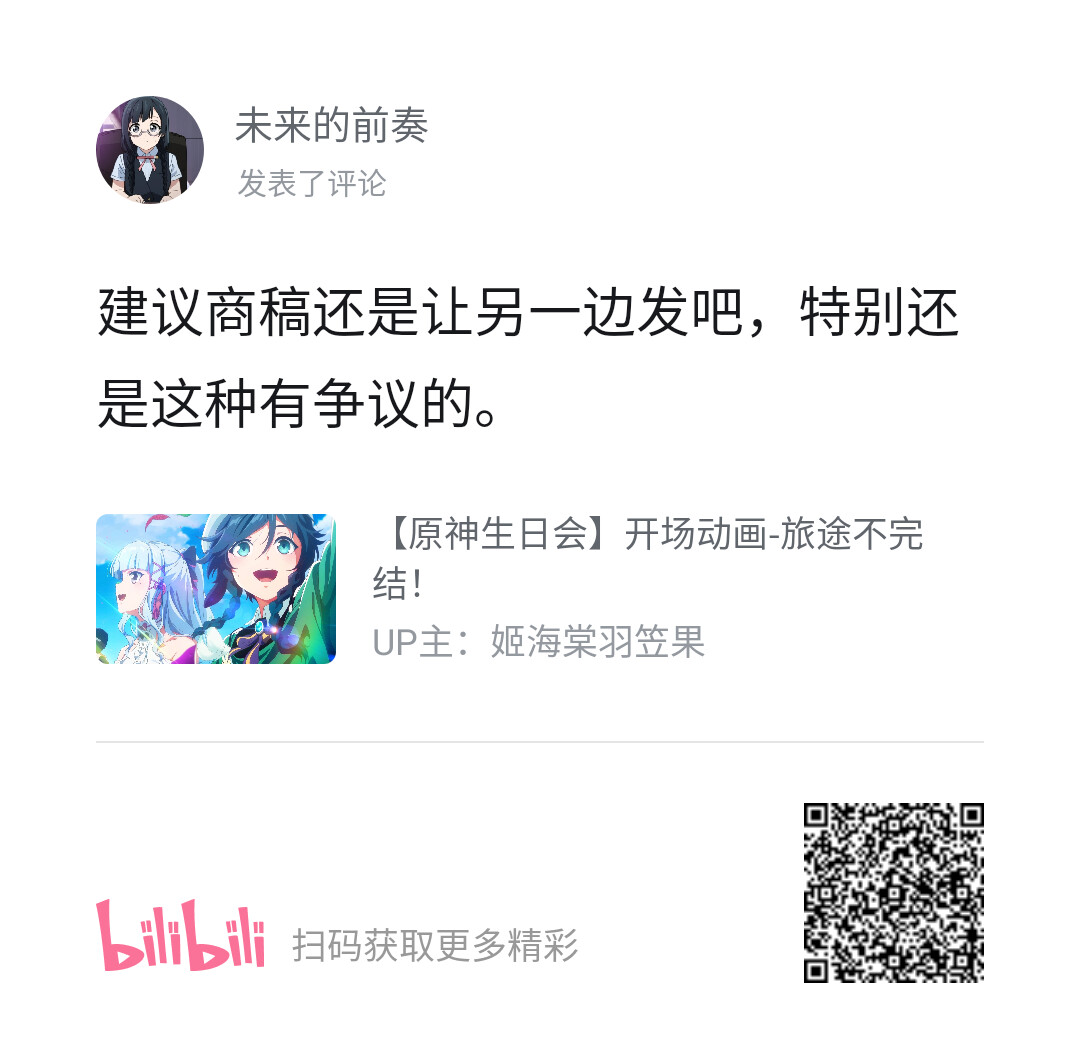 未来的前奏
发表了评论
建议商稿还是让另一边发吧，特别还
是这种有争议的。
【原神生日会】开场动画-旅途不完
结！
UP主：姬海棠羽笠果
bilibili 扫码获取更多精彩